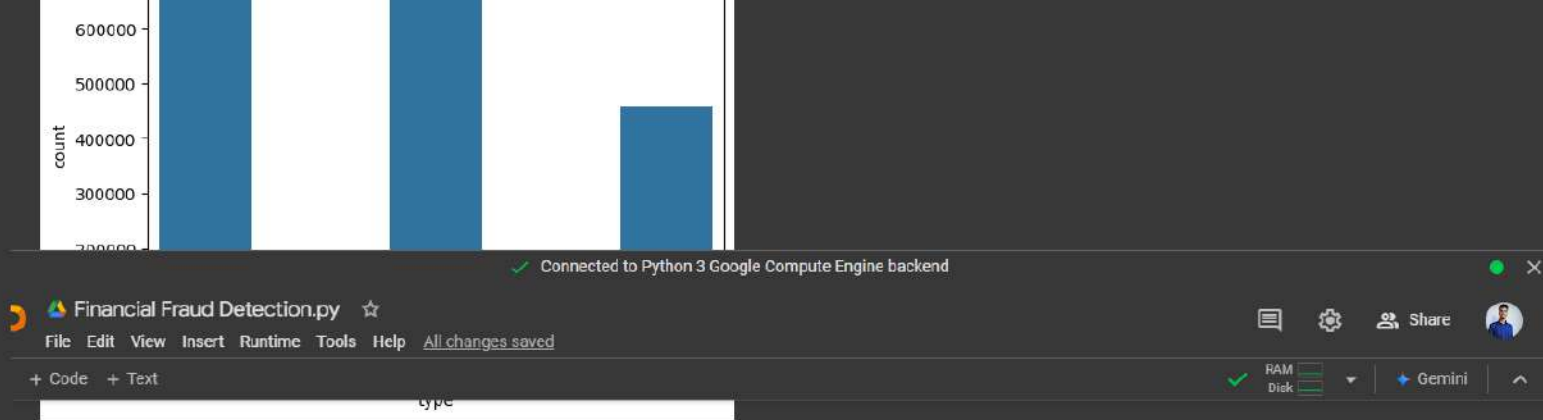 600000
500000
count
400000
300000
200000
Connected to Python 3 Google Compute Engine backend
Financial Fraud Detection.py
Share
File Edit View Insert Runtime Tools Help All changes saved
+ Code + Text
RAM
Disk
Gemini
type